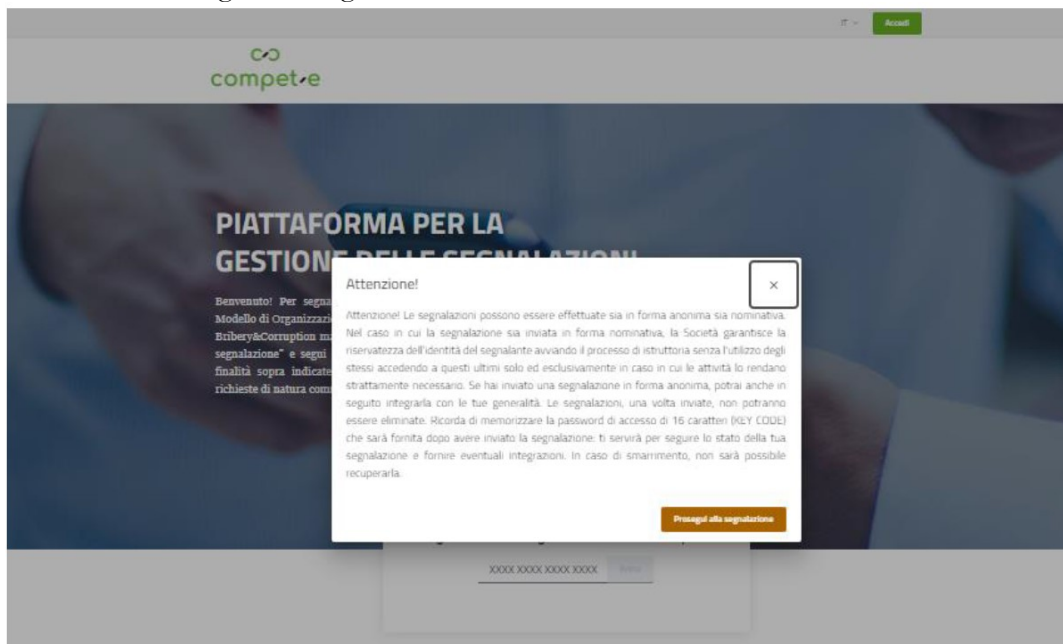 IT
Accedi
compet-e
PIATTAFORMA PER LA
GESTIONE DELLE SEGNALAZIONI
Attenzione!
×
Benvenuto! Per segna
Modello di Organizzazi
Bribery&Corruption m
segnalazione" e segui
finalità sopra indicate
richieste di natura com
Attenzione! Le segnalazioni possono essere effettuate sia in forma anonima sia nominativa.
Nel caso in cui la segnalazione sia inviata in forma nominativa, la Società garantisce la
riservatezza dell'identità del segnalante avviando il processo di istruttoria senza l'utilizzo degli
stessi accedendo a questi ultimi solo ed esclusivamente in caso in cui le attività lo rendano
strattamente necessario. Se hai inviato una segnalazione in forma anonima, potrai anche in
seguito integrarla con le tue generalità. Le segnalazioni, una volta inviate, non potranno
essere eliminate. Ricorda di memorizzare la password di accesso di 16 caratteri (KEY CODE)
che sarà fornita dopo avere inviato la segnalazione: ti servirà per seguire lo stato della tua
segnalazione e fornire eventuali integrazioni. In caso di smarrimento, non sarà possibile
recuperarla.
Prosegui alla segnalazione
XXXX XXXX XXXX XXXX